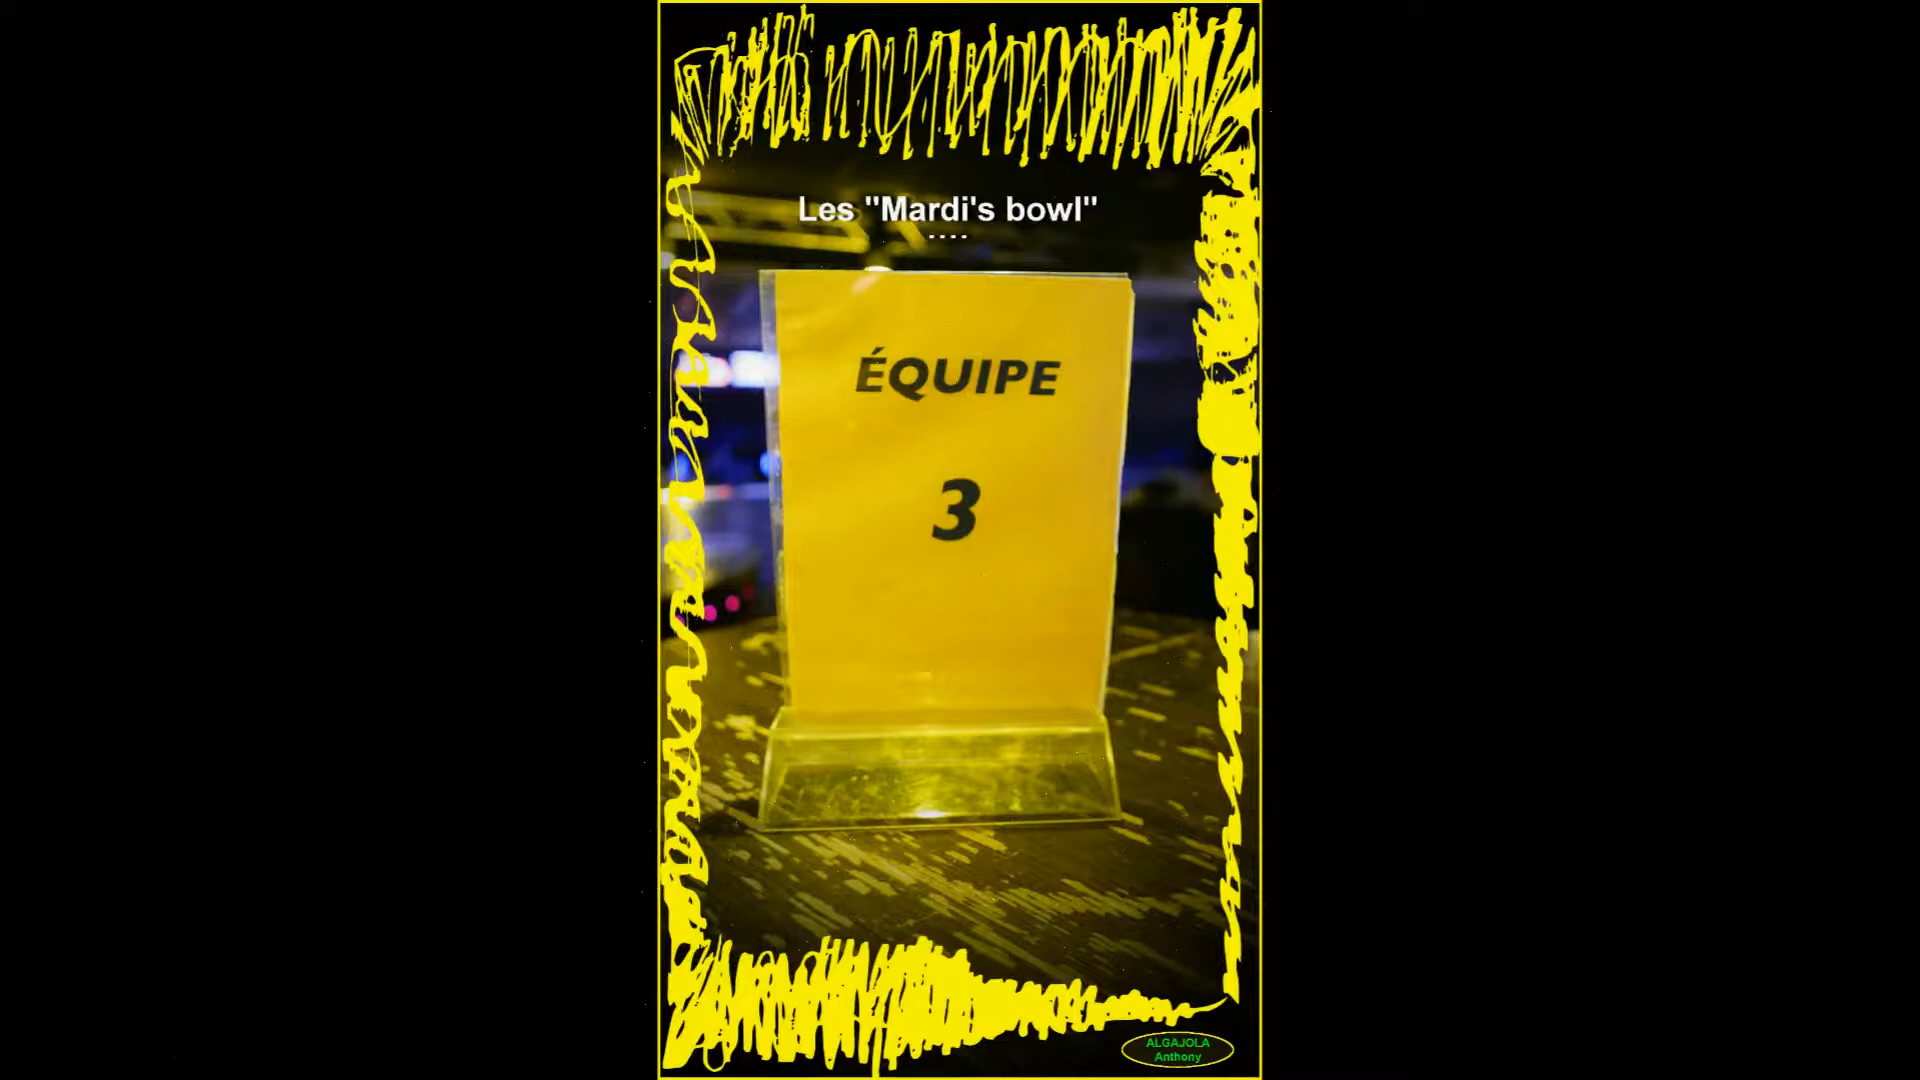 Les "Mardi's bowl"
----
ÉQUIPE
3
ALGAJOLA
Anthony